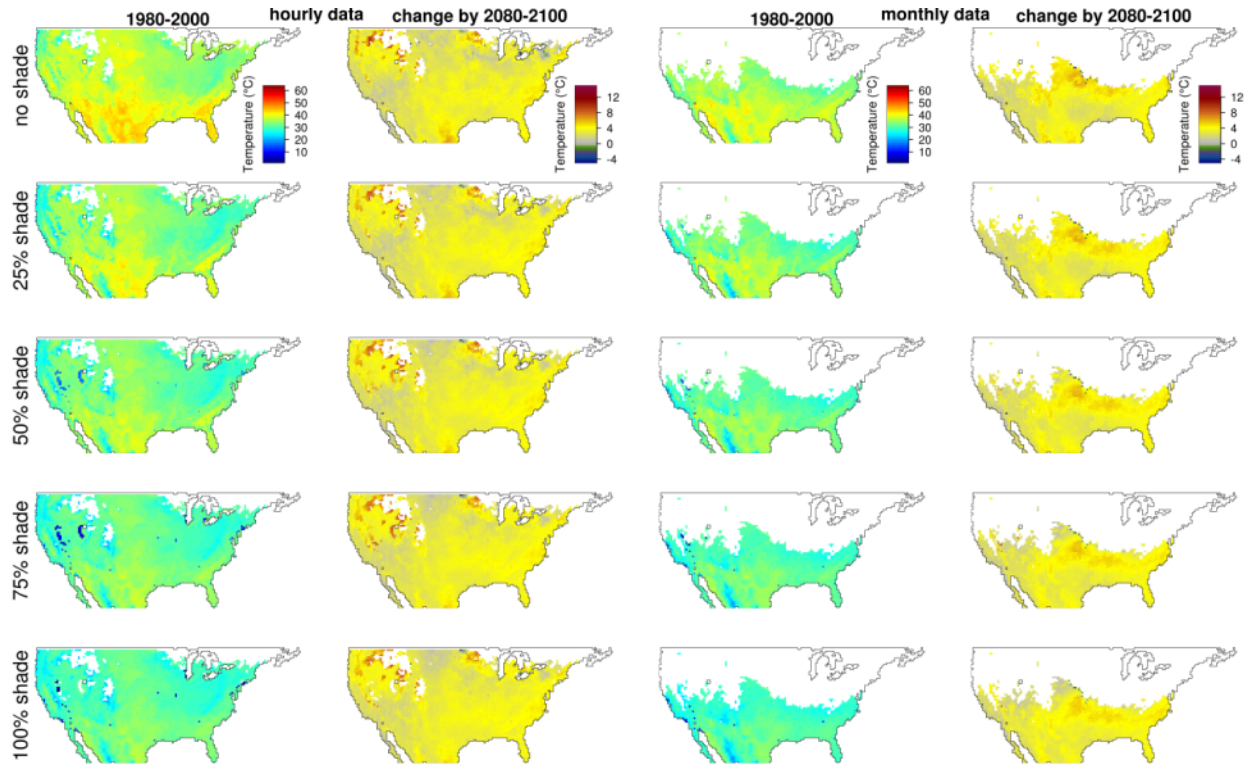 hourly data
monthly data
1980-2000
change by 2080-2100
1980-2000
change by 2080-2100
no shade
Temperature (°C)
60
50
40
30
20
10
Temperature (°C)
12
8
4
0
-4
Temperature (°C)
60
50
40
30
20
10
Temperature (°C)
12
8
4
0
-4
25% shade
50% shade
75% shade
100% shade